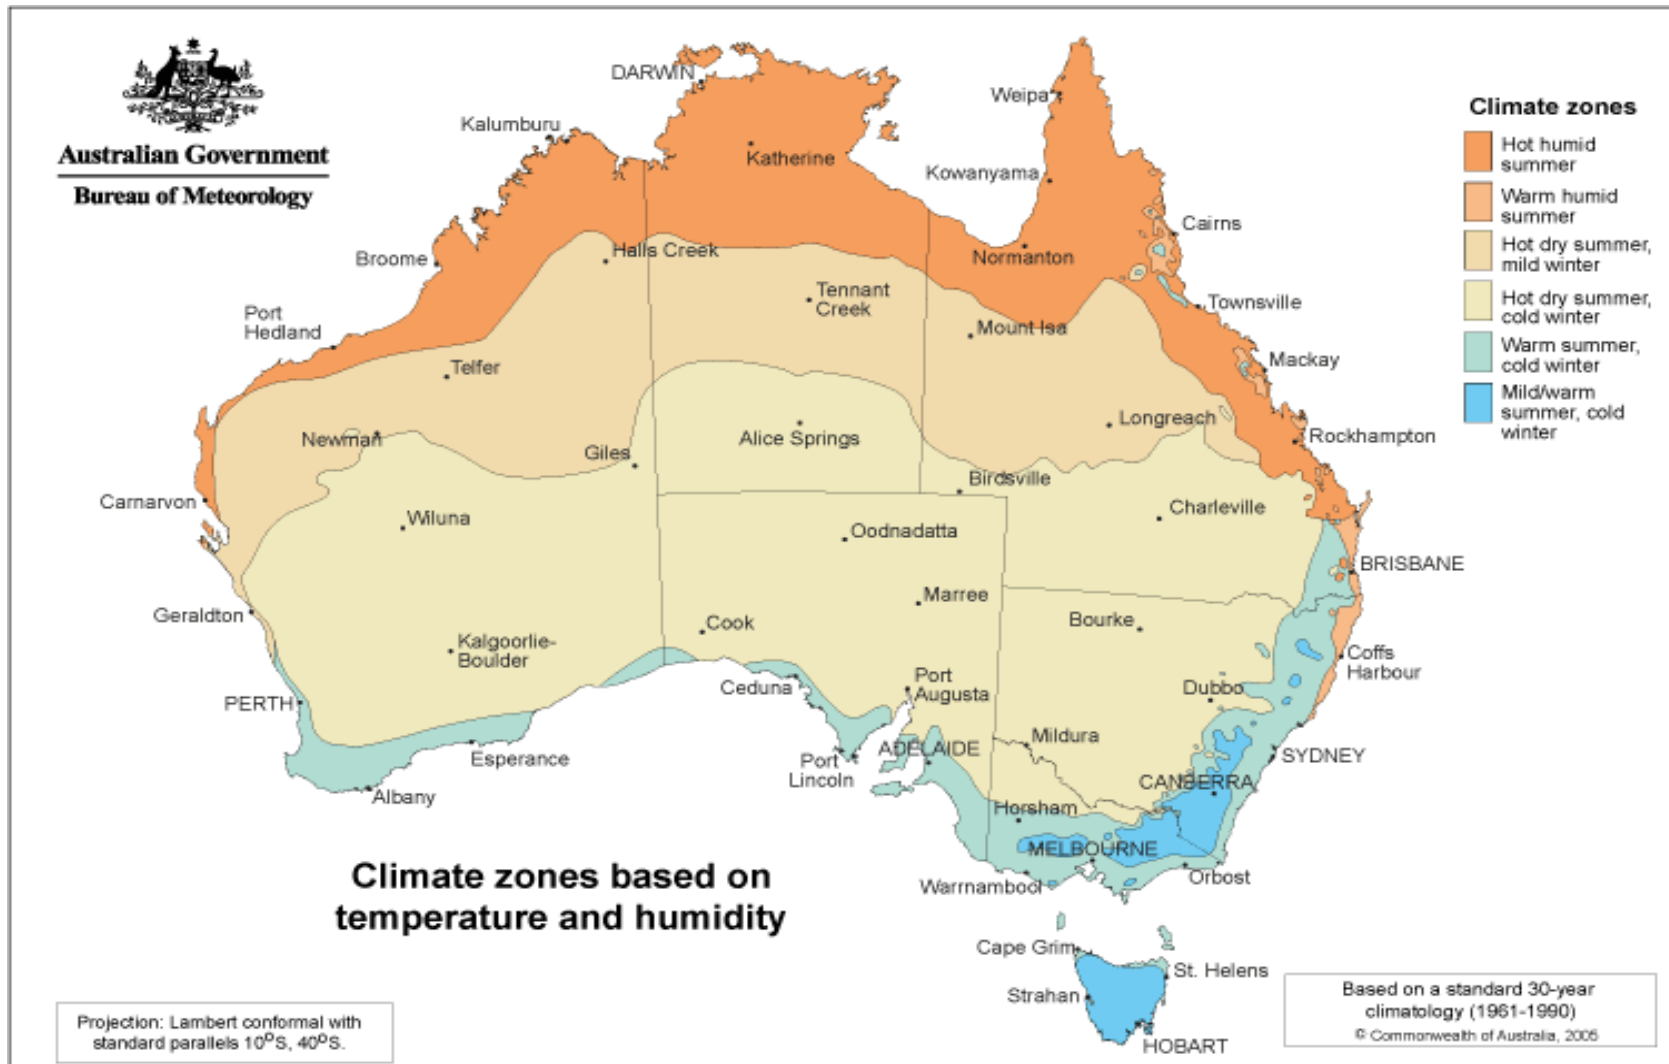 Australian Government
Bureau of Meteorology
DARWIN
Weipa
Kalumburu
Katherine
Kowanyama
Cairns
Broome
Halls Creek
Normanton
Tennant
Creek
Townsville
Port
Hedland
Mount Isa
Mackay
Telfer
Newman
Longreach
Rockhampton
Alice Springs
Giles
Birdsville
Carnarvon
Wiluna
Charleville
Oodnadatta
BRISBANE
Marree
Geraldton
Cook
Bourke
Kalgoorlie-
Boulder
Coffs
Harbour
Port
Augusta
Ceduna
Dubbo
PERTH
Mildura
ADELAIDE
SYDNEY
Esperance
Port
Lincoln
CANBERRA
Albany
Horsham
MELBOURNE
Warrnambool
Orbost
Cape Grim
St. Helens
Strahan
HOBART
Climate zones
Hot humid
summer
Warm humid
summer
Hot dry summer,
mild winter
Hot dry summer,
cold winter
Warm summer,
cold winter
Mild/warm
summer, cold
winter
Climate zones based on
temperature and humidity
Projection: Lambert conformal with
standard parallels 10ºS, 40ºS.
Based on a standard 30-year
climatology (1961-1990)
© Commonwealth of Australia, 2005